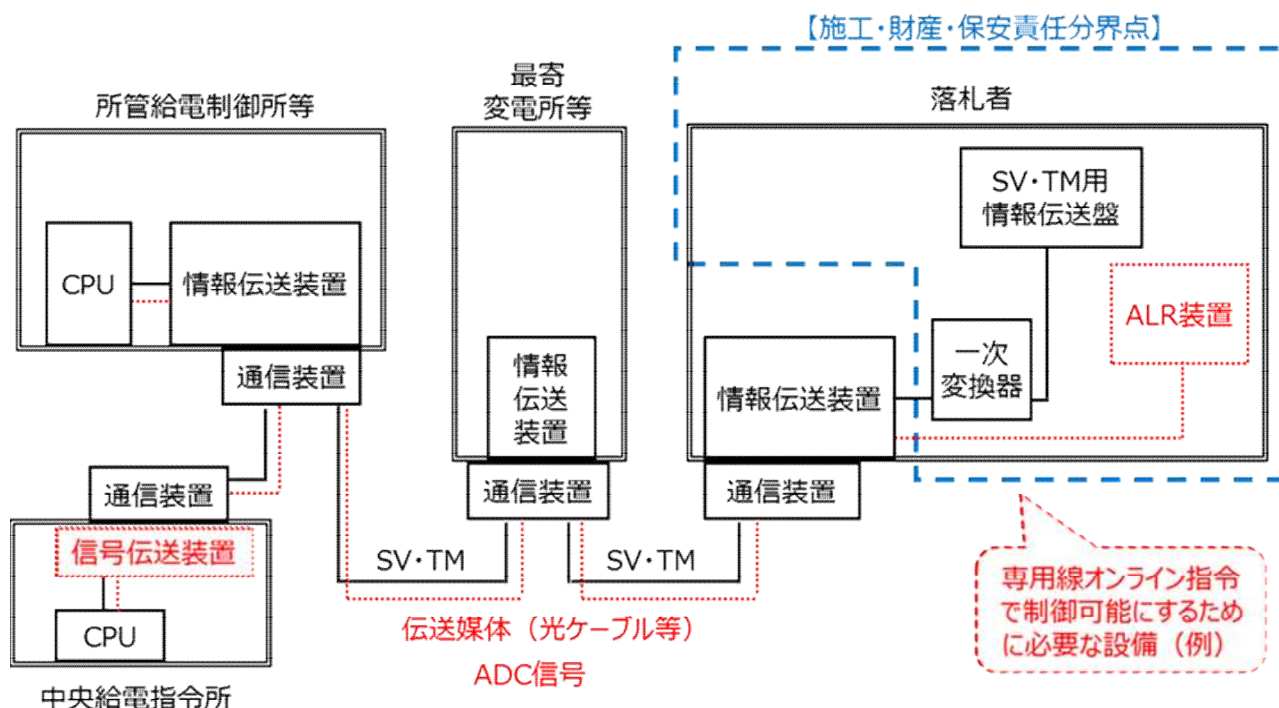 【施工・財産・保安責任分界点】
所管給電制御所等
最寄
変電所等
落札者
SV・TM用
情報伝送盤
CPU
情報伝送装置
ALR装置
一次
変換器
情報
伝送
装置
情報伝送装置
通信装置
通信装置
通信装置
通信装置
信号伝送装置
CPU
中央給電指令所
SV・TM
SV・TM
伝送媒体（光ケーブル等）
ADC信号
専用線オンライン指令
で制御可能にするため
に必要な設備（例）